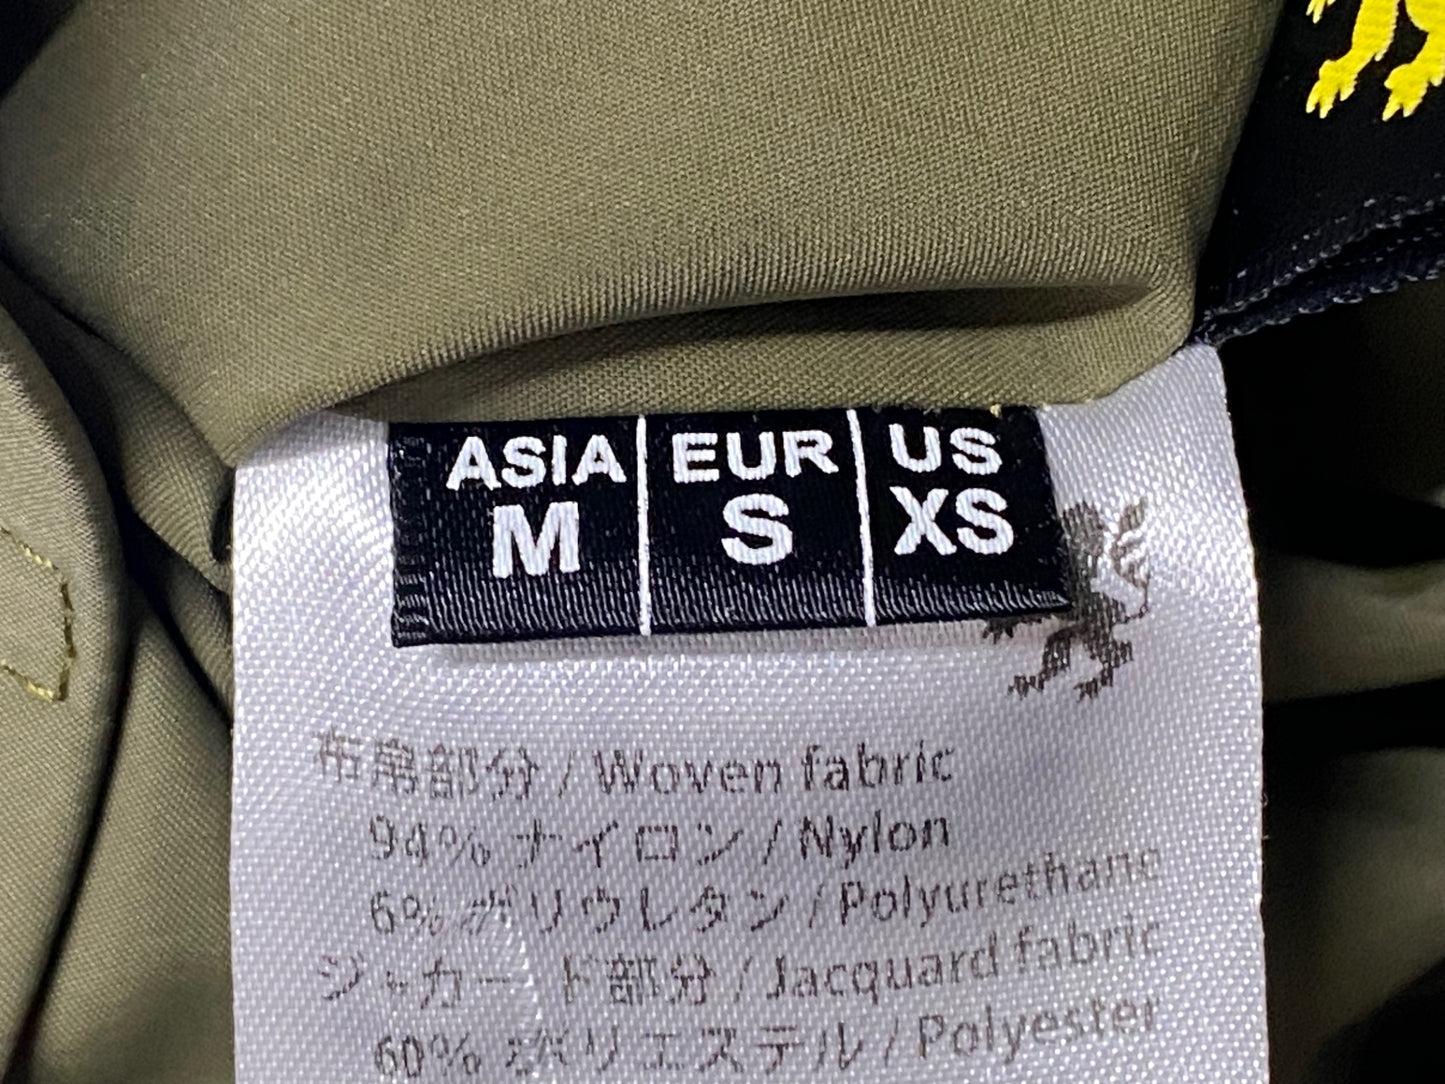 ASIA EUR US
M S XS
布帛部分 / Woven fabric
94% ナイロン / Nylon
6% ポリウレタン / Polyurethane
ジャカード部分 / Jacquard fabric
60% ポリエステル / Polyester